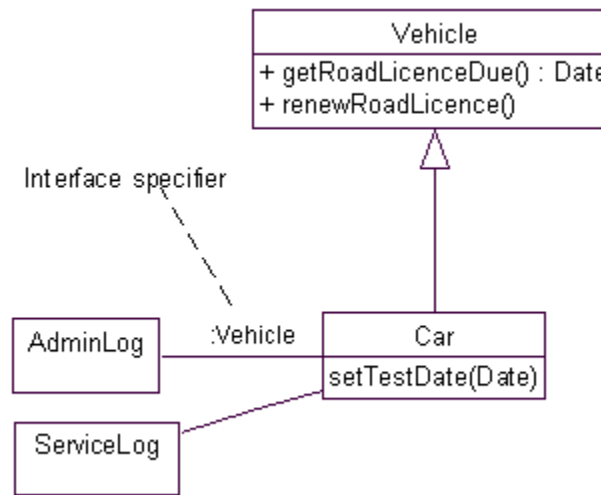 Vehicle
+ getRoadLicenceDue() : Date
+ renewRoadLicence()
Interface specifier
AdminLog
:Vehicle
Car
setTestDate(Date)
ServiceLog